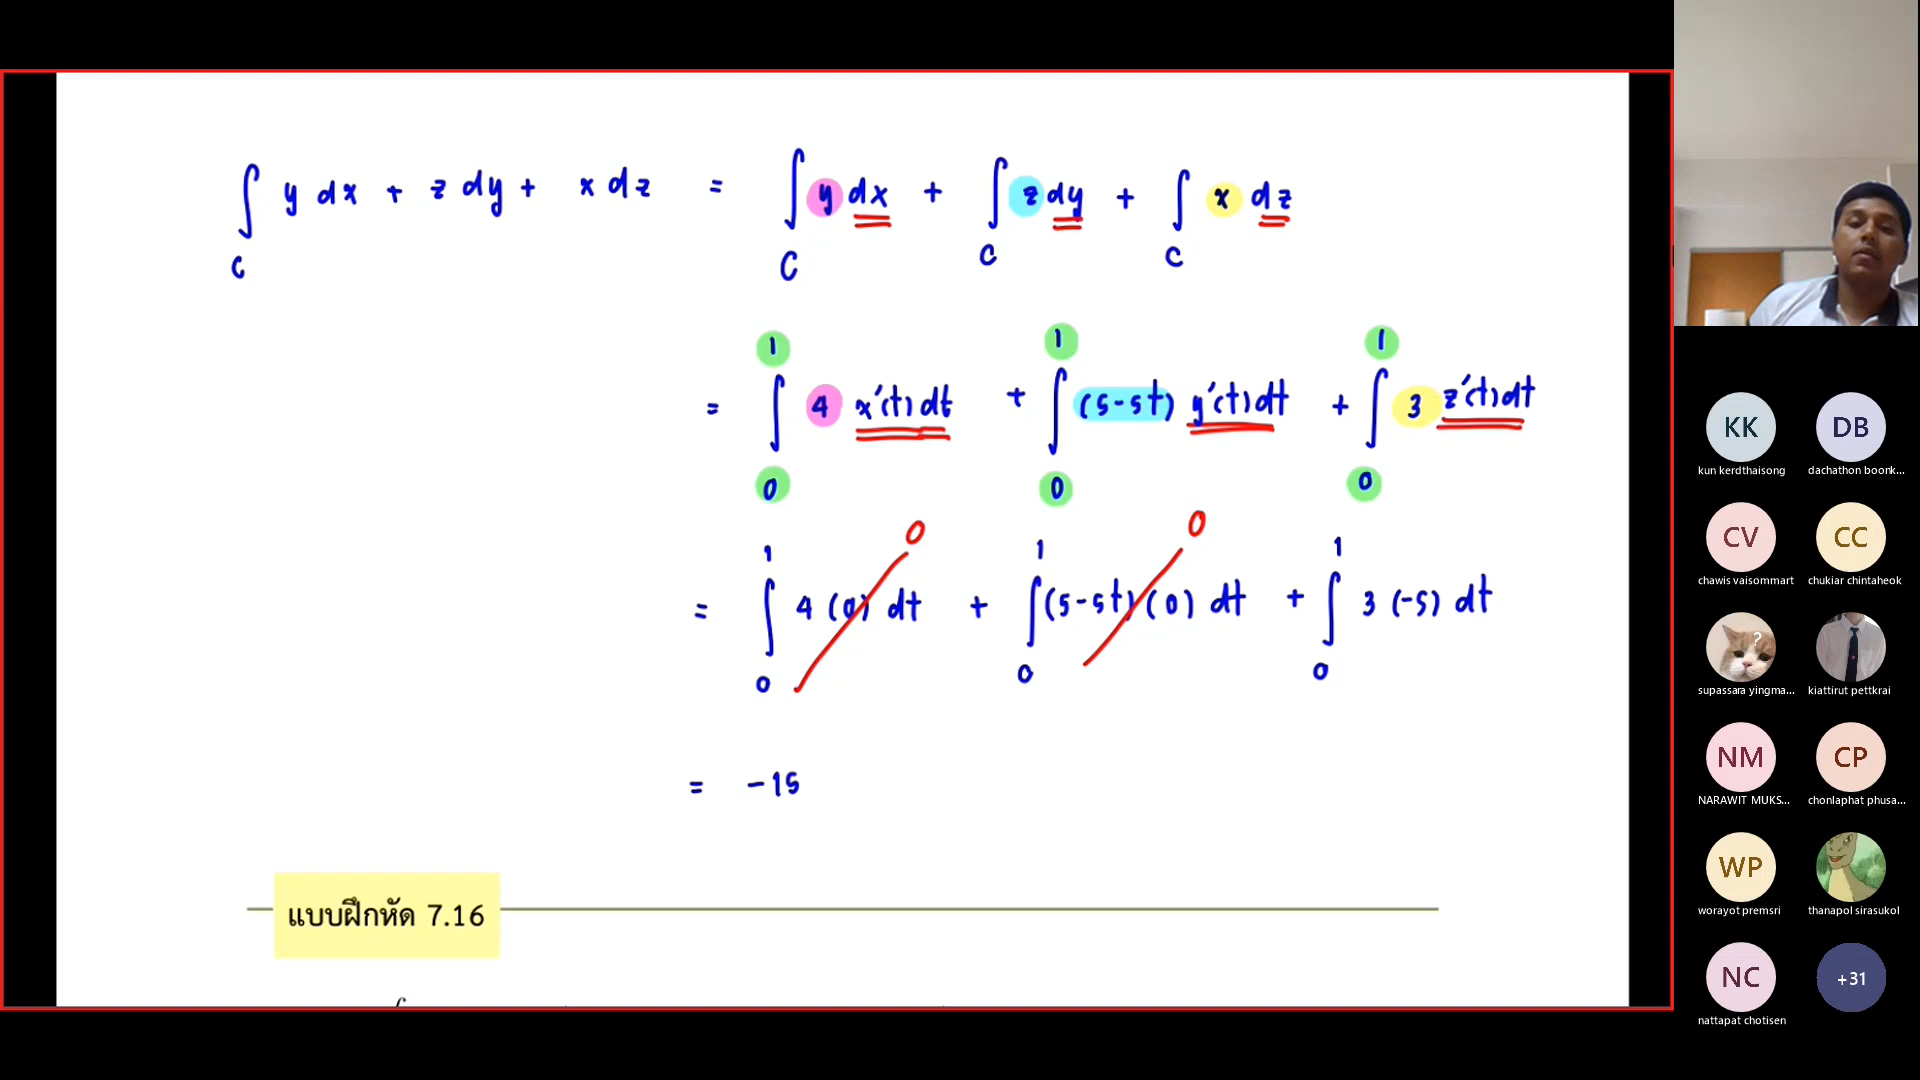 ∫_C y dx + z dy + x dz = ∫_C y dx + ∫_C z dy + ∫_C x dz
= ∫_0^1 4 x'(t) dt + ∫_0^1 (5-5t) y'(t) dt + ∫_0^1 3 z'(t) dt
= ∫_0^1 4 (0) dt + ∫_0^1 (5-5t) (0) dt + ∫_0^1 3 (-5) dt
0 0
= -15
แบบฝึกหัด 7.16
KK
kun kerdthaisong
DB
dachathon boonk...
CV
chawis vaisommart
CC
chukiar chintaheok
?
supassara yingma...
kiattirut pettkrai
NM
NARAWIT MUKS...
CP
chonlaphat phusa...
WP
worayot premsri
thanapol sirasukol
NC
nattapat chotisen
+31